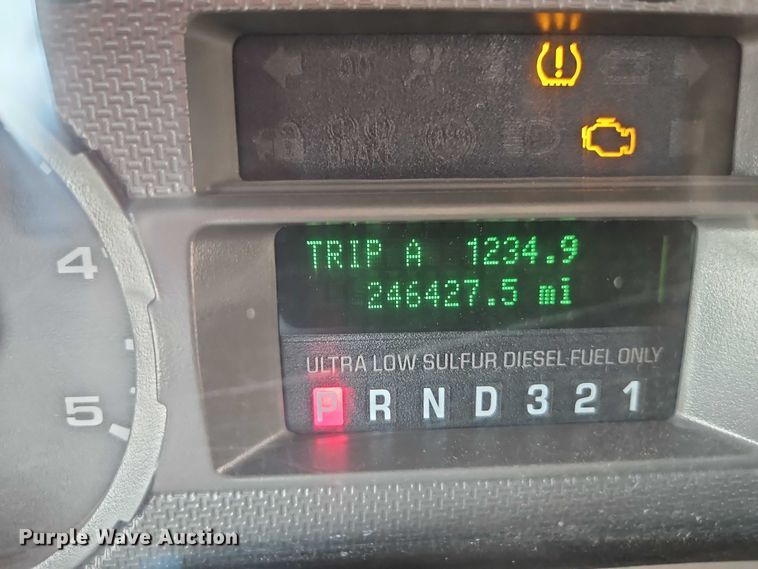 !
TRIP A 1234.9
246427.5 mi
ULTRA LOW SULFUR DIESEL FUEL ONLY
P R N D 3 2 1
4
5
Purple Wave Auction